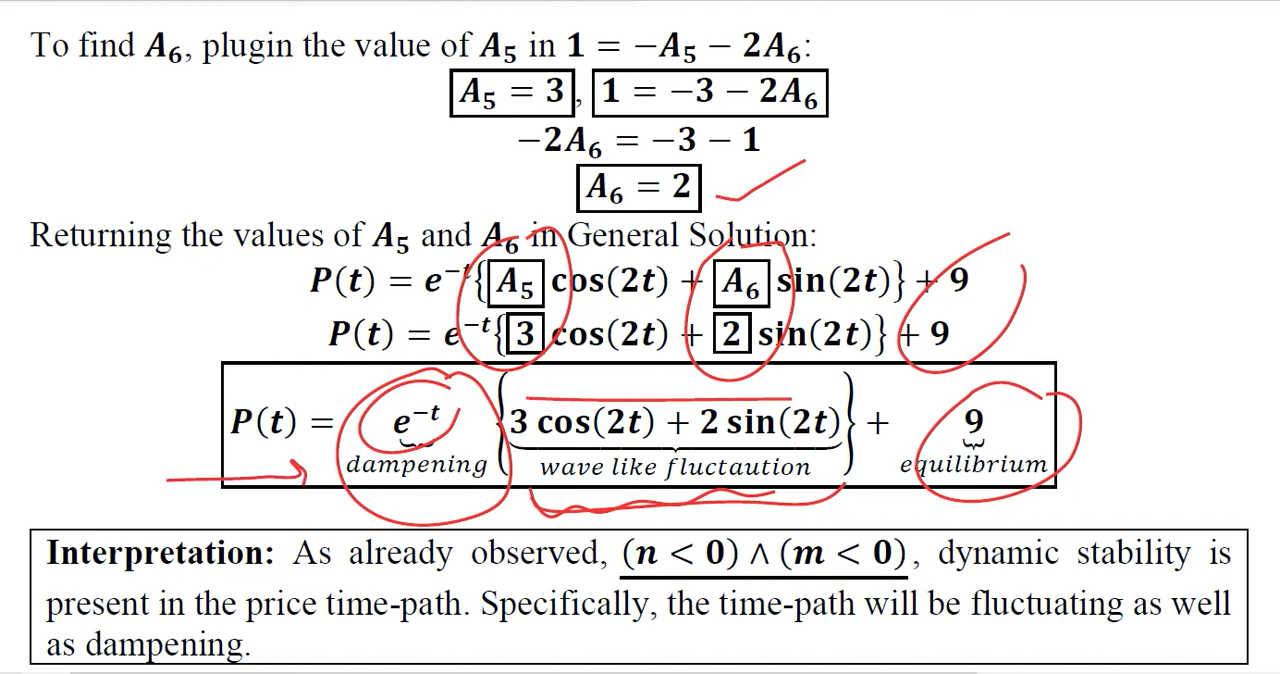 To find A₆, plugin the value of A₅ in 1 = −A₅ − 2A₆:
A₅ = 3, 1 = −3 − 2A₆
−2A₆ = −3 − 1
A₆ = 2
Returning the values of A₅ and A₆ in General Solution:
P(t) = e⁻ᵗ{A₅ cos(2t) + A₆ sin(2t)} + 9
P(t) = e⁻ᵗ{3 cos(2t) + 2 sin(2t)} + 9
P(t) = e⁻ᵗ {3 cos(2t) + 2 sin(2t)} + 9
dampening wave like fluctaution equilibrium
Interpretation: As already observed, (n < 0) ∧ (m < 0), dynamic stability is
present in the price time-path. Specifically, the time-path will be fluctuating as well
as dampening.